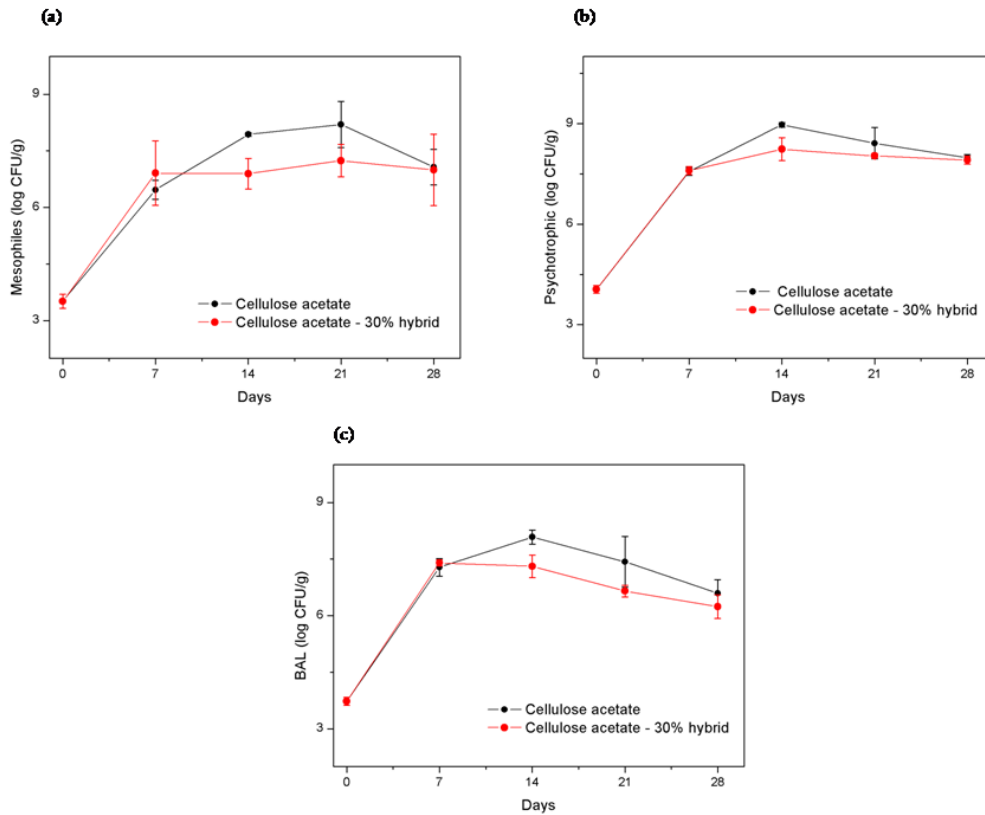 (a)
9
6
3
Mesophiles (log CFU/g)
Cellulose acetate
Cellulose acetate - 30% hybrid
0 7 14 21 28
Days
(b)
9
6
3
Psychotrophic (log CFU/g)
Cellulose acetate
Cellulose acetate - 30% hybrid
0 7 14 21 28
Days
(c)
9
6
3
BAL (log CFU/g)
Cellulose acetate
Cellulose acetate - 30% hybrid
0 7 14 21 28
Days